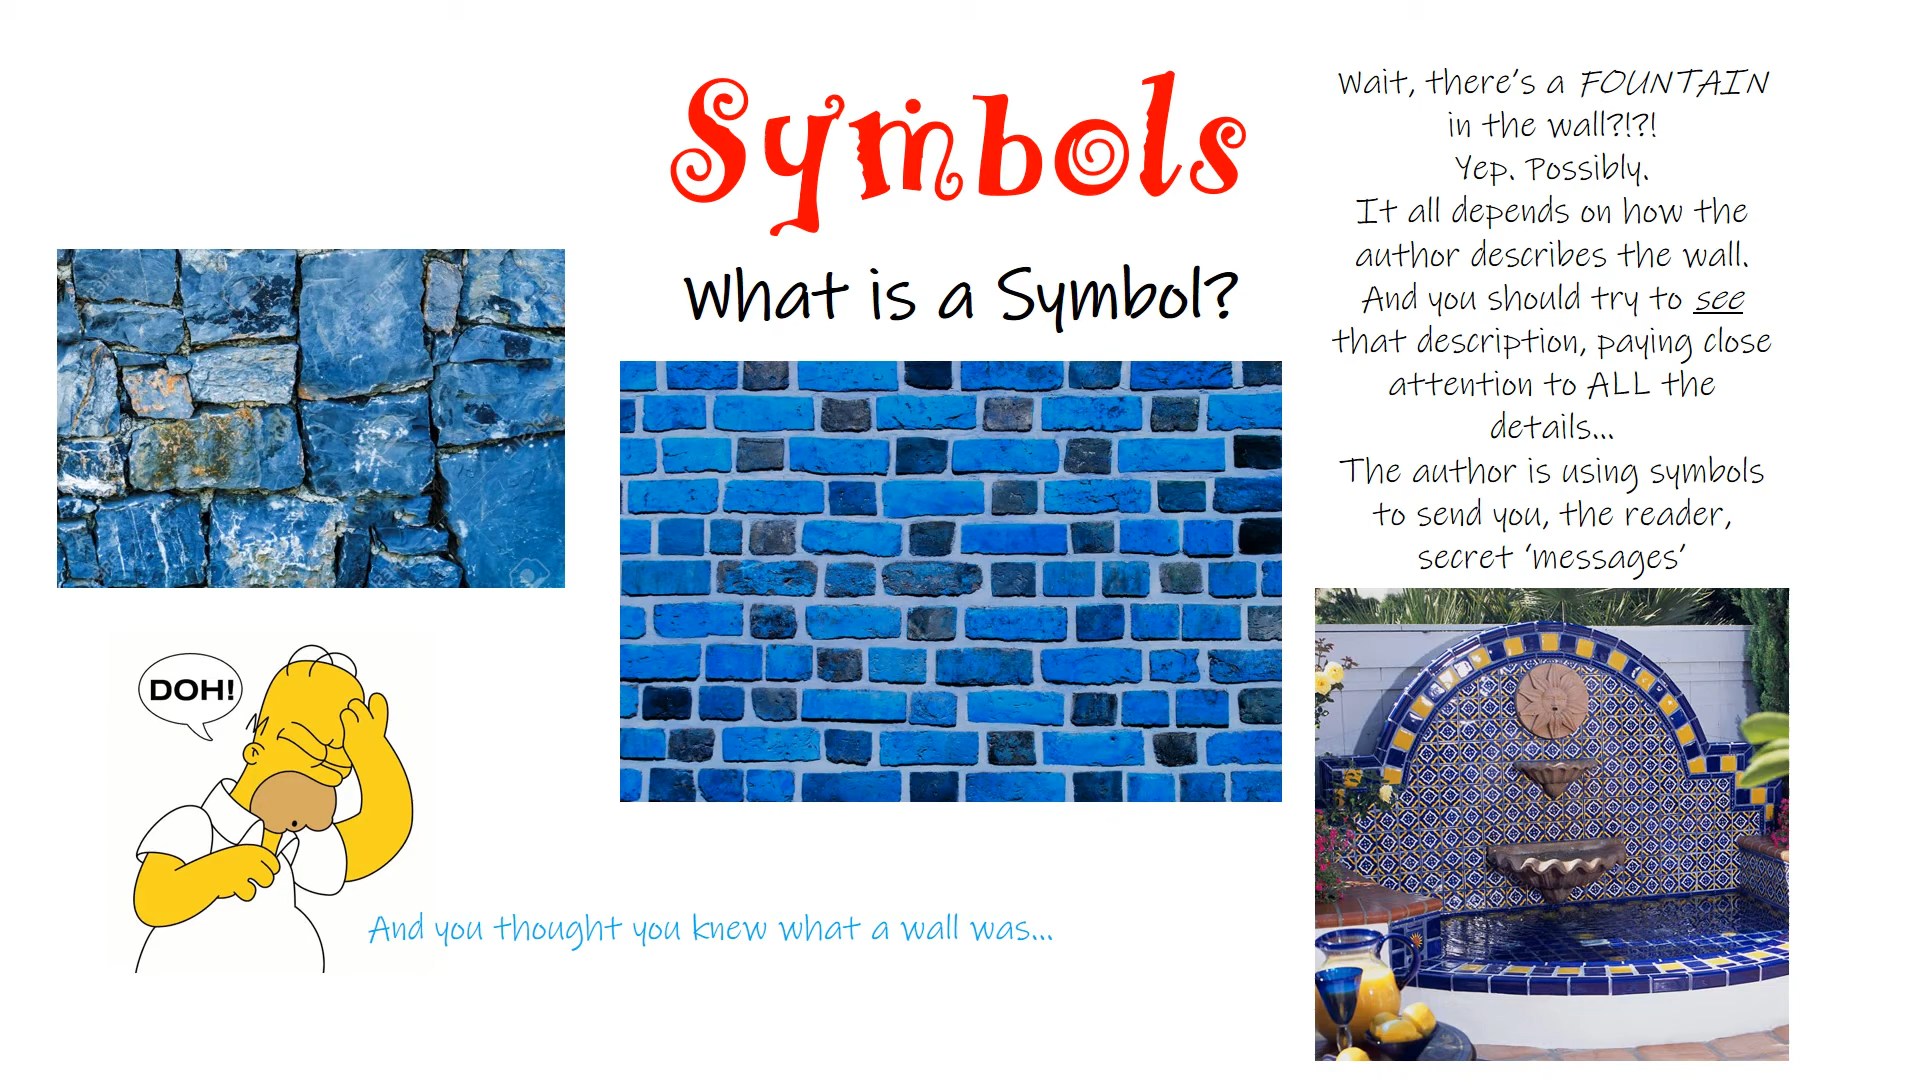 Symbols
What is a Symbol?
Wait, there's a FOUNTAIN
in the wall?!?!
Yep. Possibly.
It all depends on how the
author describes the wall.
And you should try to see
that description, paying close
attention to ALL the
details...
The author is using symbols
to send you, the reader,
secret 'messages'
DOH!
And you thought you knew what a wall was...